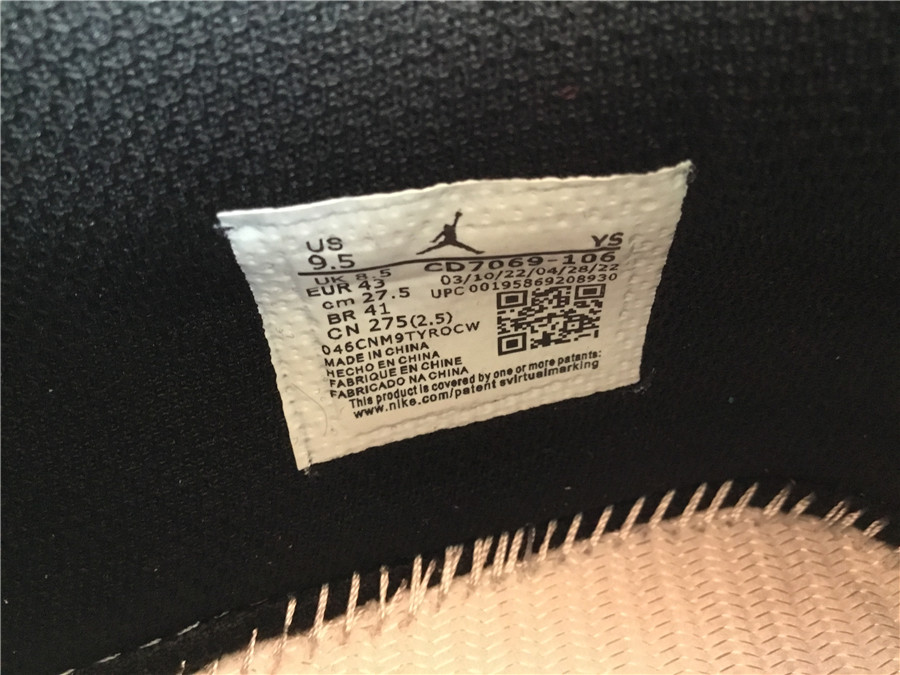 US
9.5
YS
CD7069-106
UK 8.5
03/10/22/04/28/22
EUR 43
UPC 00195869208930
cm 27.5
BR 41
CN 275(2.5)
046CNM9TYROCW
MADE IN CHINA
HECHO EN CHINA
FABRIQUE EN CHINE
FABRICADO NA CHINA
This product is covered by one or more patents:
www.nike.com/patent svirtualmarking